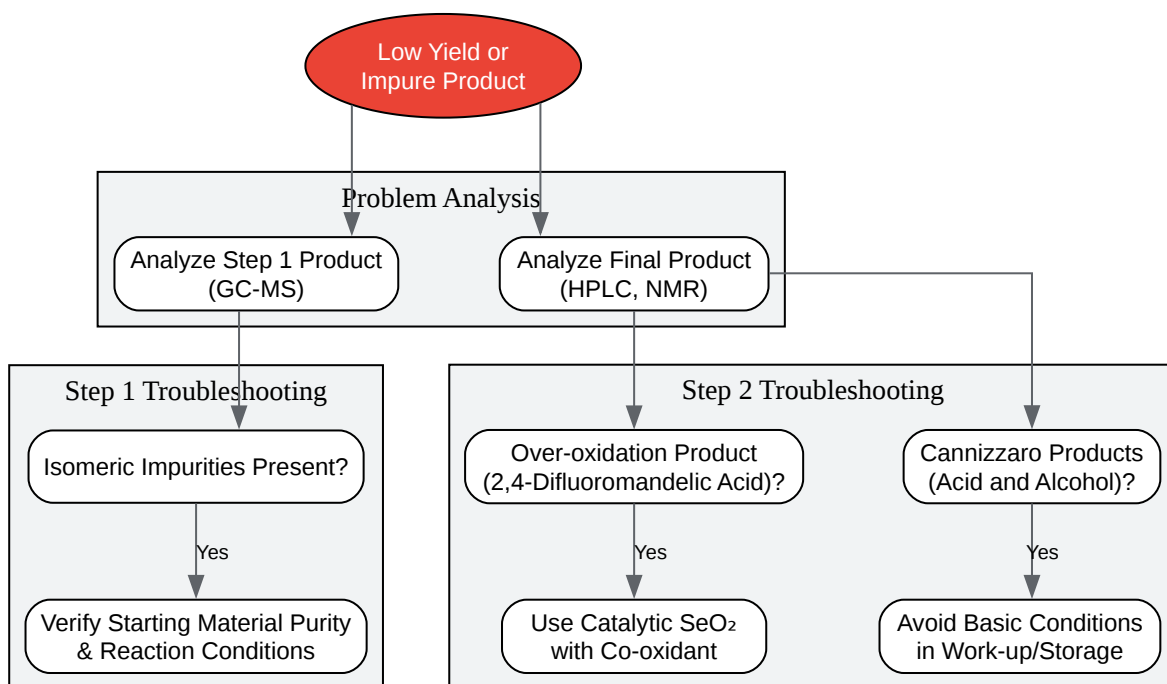 Low Yield or
Impure Product
Problem Analysis
Analyze Step 1 Product
(GC-MS)
Analyze Final Product
(HPLC, NMR)
Step 1 Troubleshooting
Isomeric Impurities Present?
Yes
Verify Starting Material Purity
& Reaction Conditions
Step 2 Troubleshooting
Over-oxidation Product
(2,4-Difluoromandelic Acid)?
Yes
Use Catalytic SeO₂
with Co-oxidant
Cannizzaro Products
(Acid and Alcohol)?
Yes
Avoid Basic Conditions
in Work-up/Storage